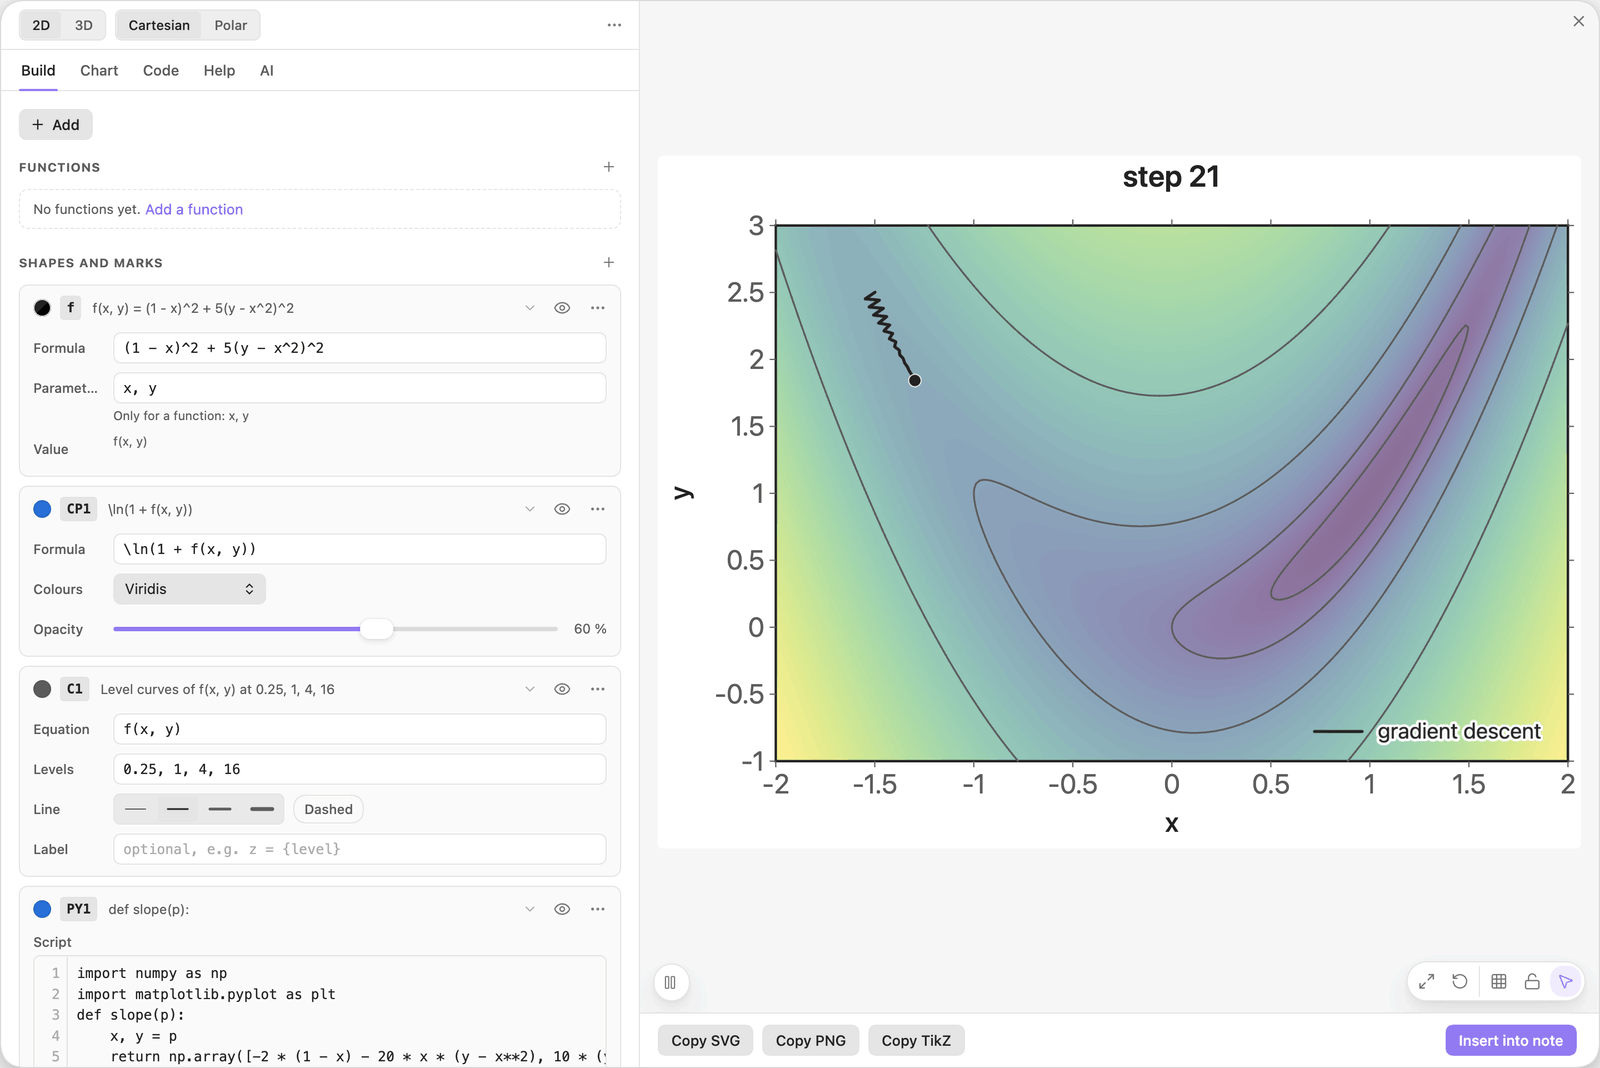 2D 3D Cartesian Polar
Build Chart Code Help AI
+ Add
FUNCTIONS
No functions yet. Add a function
SHAPES AND MARKS
f f(x, y) = (1 - x)^2 + 5(y - x^2)^2
Formula (1 − x)^2 + 5(y − x^2)^2
Paramet... x, y
Only for a function: x, y
Value f(x, y)
CP1 \ln(1 + f(x, y))
Formula \ln(1 + f(x, y))
Colours Viridis
Opacity 60 %
C1 Level curves of f(x, y) at 0.25, 1, 4, 16
Equation f(x, y)
Levels 0.25, 1, 4, 16
Line Dashed
Label optional, e.g. z = {level}
PY1 def slope(p):
Script
1 import numpy as np
2 import matplotlib.pyplot as plt
3 def slope(p):
4 x, y = p
5 return np.array([−2 * (1 − x) − 20 * x * (y − x**2), 10 * (
step 21
3
2.5
2
1.5
1
0.5
0
-0.5
-1
y
gradient descent
-2 -1.5 -1 -0.5 0 0.5 1 1.5 2
x
Copy SVG Copy PNG Copy TikZ Insert into note